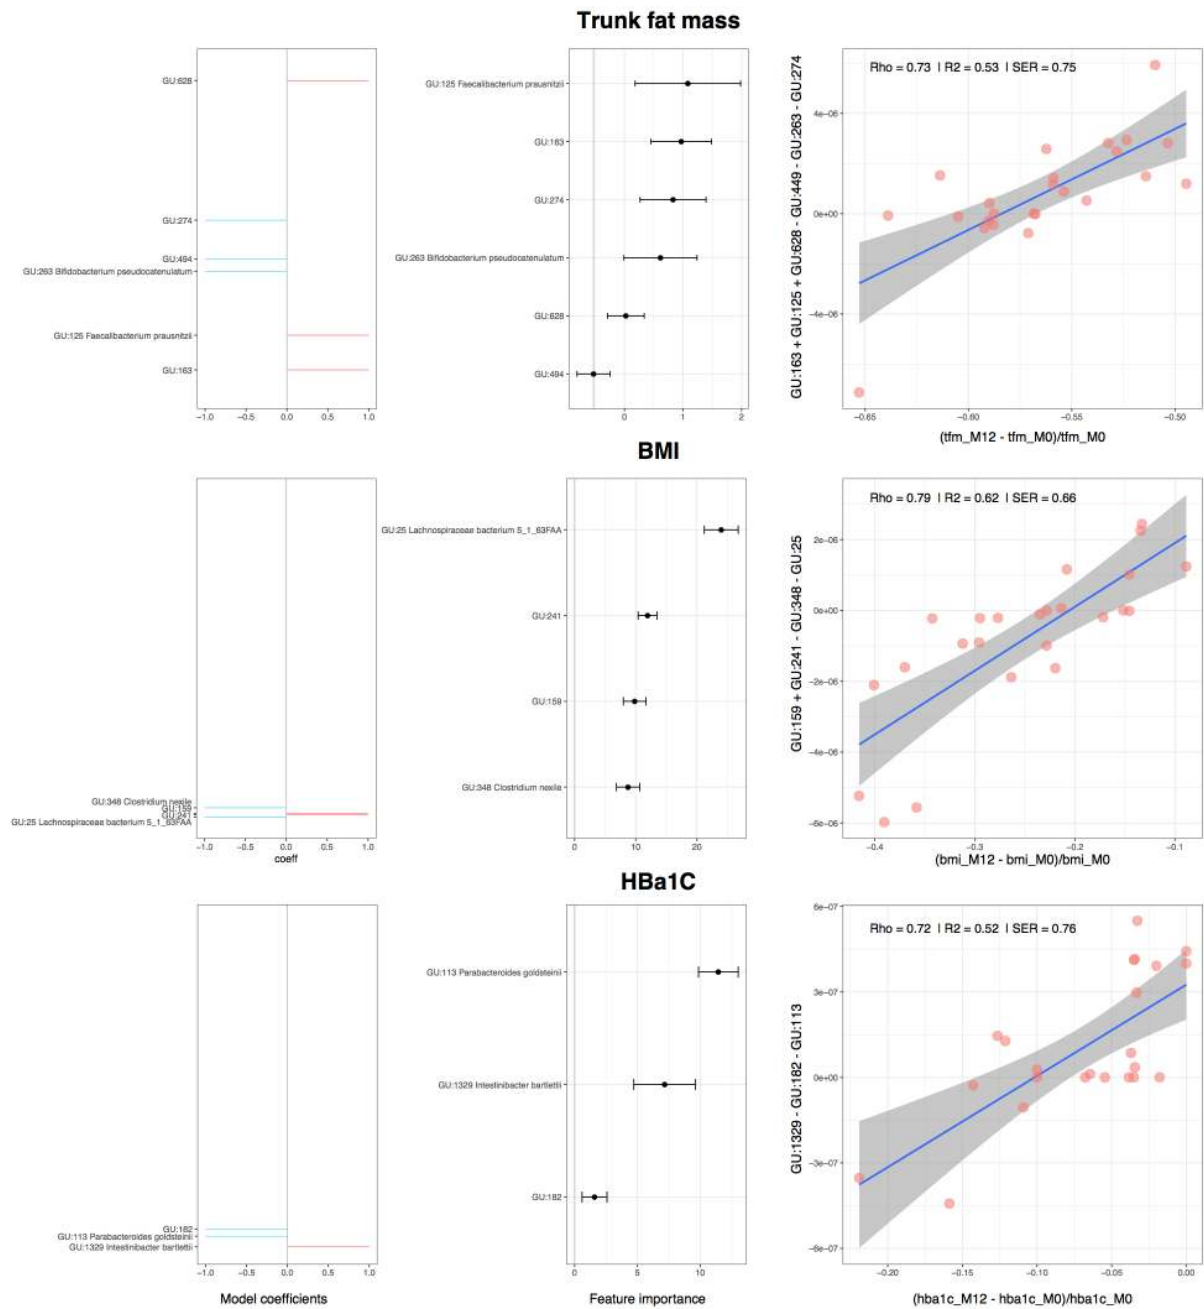 Trunk fat mass
GU:628
GU:274
GU:494
GU:263 Bifidobacterium pseudocatenulatum
GU:125 Faecalibacterium prausnitzii
GU:163
−1.0 −0.5 0.0 0.5 1.0
GU:125 Faecalibacterium prausnitzii
GU:163
GU:274
GU:263 Bifidobacterium pseudocatenulatum
GU:628
GU:494
0 1 2
Rho = 0.73 | R2 = 0.53 | SER = 0.75
GU:163 + GU:125 + GU:628 - GU:449 - GU:263 - GU:274
4e−06
0e+00
−4e−06
−0.65 −0.60 −0.55 −0.50
(tfm_M12 - tfm_M0)/tfm_M0
BMI
GU:348 Clostridium nexile
GU:159
GU:241
GU:25 Lachnospiraceae bacterium 5_1_63FAA
−1.0 −0.5 0.0 0.5 1.0
coeff
GU:25 Lachnospiraceae bacterium 5_1_63FAA
GU:241
GU:159
GU:348 Clostridium nexile
0 10 20
Rho = 0.79 | R2 = 0.62 | SER = 0.66
GU:159 + GU:241 - GU:348 - GU:25
2e−06
0e+00
−2e−06
−4e−06
−6e−06
−0.4 −0.3 −0.2 −0.1
(bmi_M12 - bmi_M0)/bmi_M0
HBa1C
GU:182
GU:113 Parabacteroides goldsteinii
GU:1329 Intestinibacter bartlettii
−1.0 −0.5 0.0 0.5 1.0
Model coefficients
GU:113 Parabacteroides goldsteinii
GU:1329 Intestinibacter bartlettii
GU:182
0 5 10
Feature importance
Rho = 0.72 | R2 = 0.52 | SER = 0.76
GU:1329 - GU:182 - GU:113
6e−07
3e−07
0e+00
−3e−07
−6e−07
−0.20 −0.15 −0.10 −0.05 0.00
(hba1c_M12 - hba1c_M0)/hba1c_M0